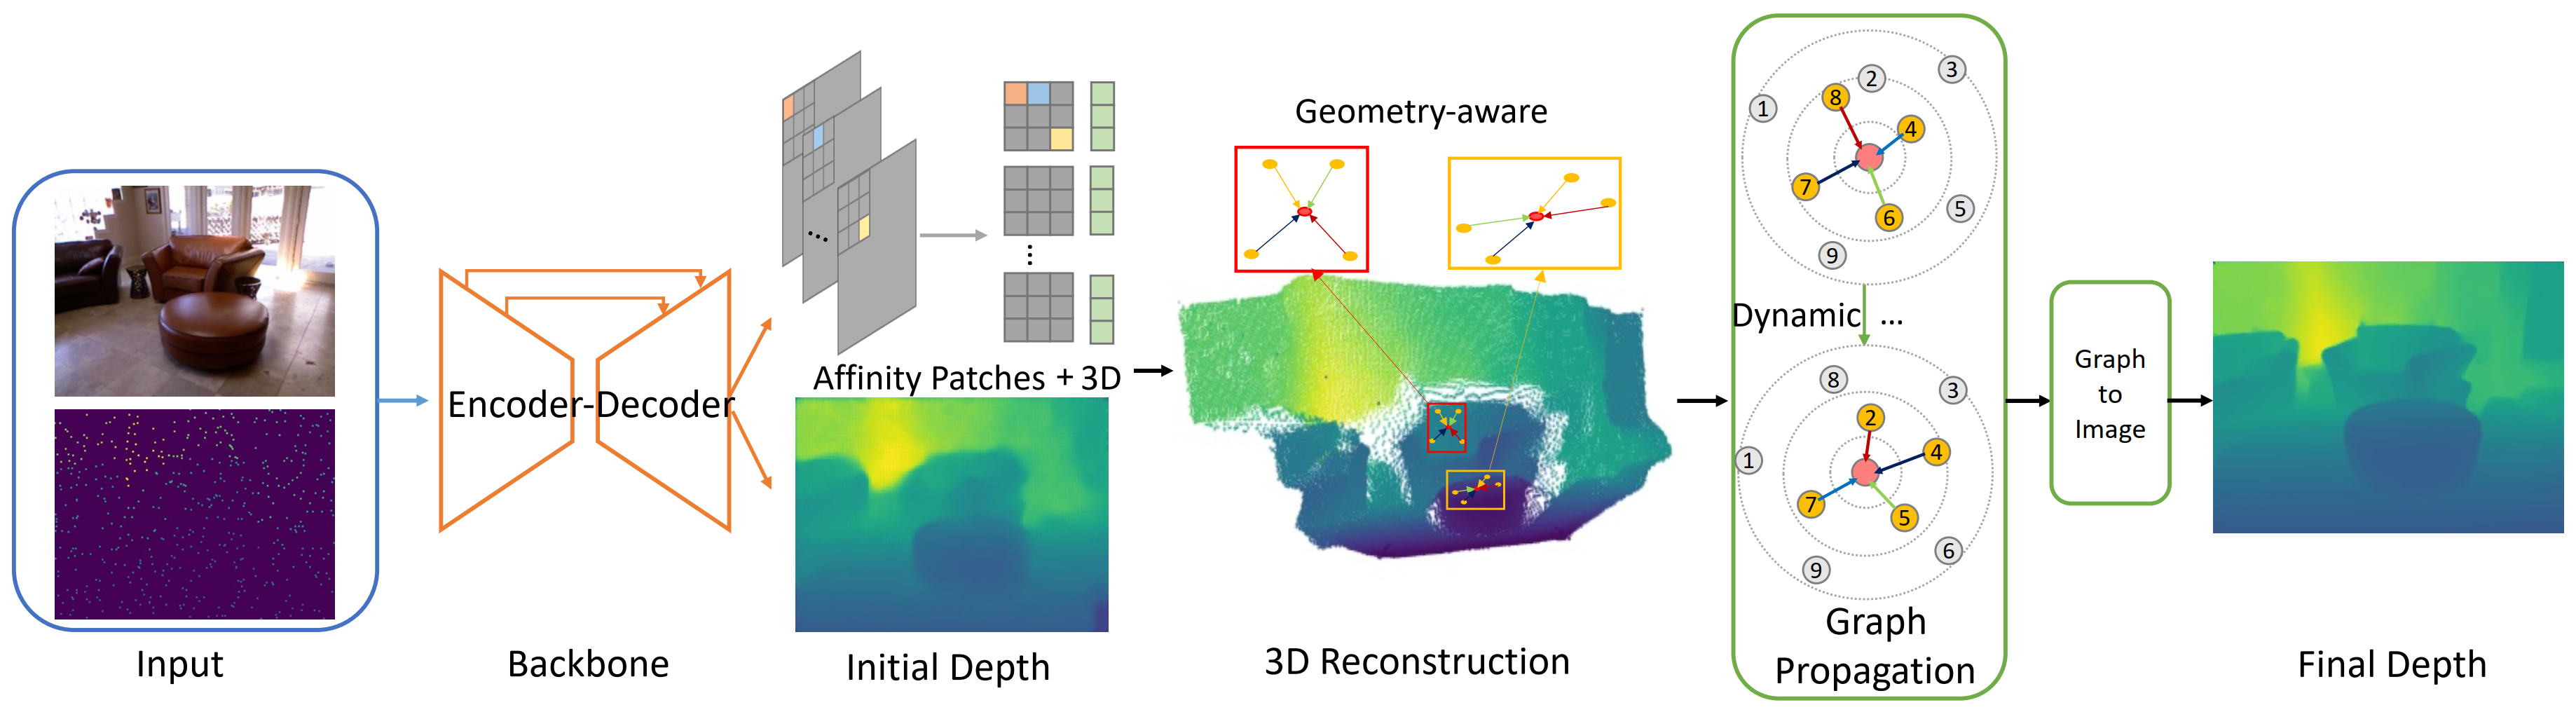 Input
Encoder-Decoder
Backbone
...
...
Affinity Patches + 3D
Initial Depth
Geometry-aware
3D Reconstruction
1
2
3
8
4
7
6
5
9
Dynamic ...
8
3
2
1
4
7
5
6
9
Graph
Propagation
Graph
to
Image
Final Depth